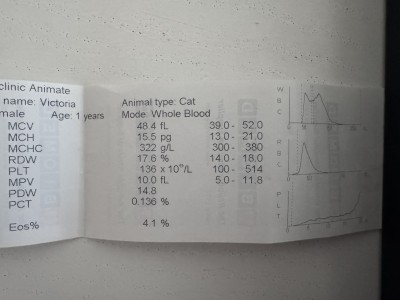 clinic Animate
name: Victoria Animal type: Cat
male Age: 1 years Mode: Whole Blood
MCV 48.4 fL 39.0 - 52.0
MCH 15.5 pg 13.0 - 21.0
MCHC 322 g/L 300 - 380
RDW 17.6 % 14.0 - 18.0
PLT 136 x 10⁹/L 100 - 514
MPV 10.0 fL 5.0 - 11.8
PDW 14.8
PCT 0.136 %
Eos% 4.1 %
W B C
R B C
P L T